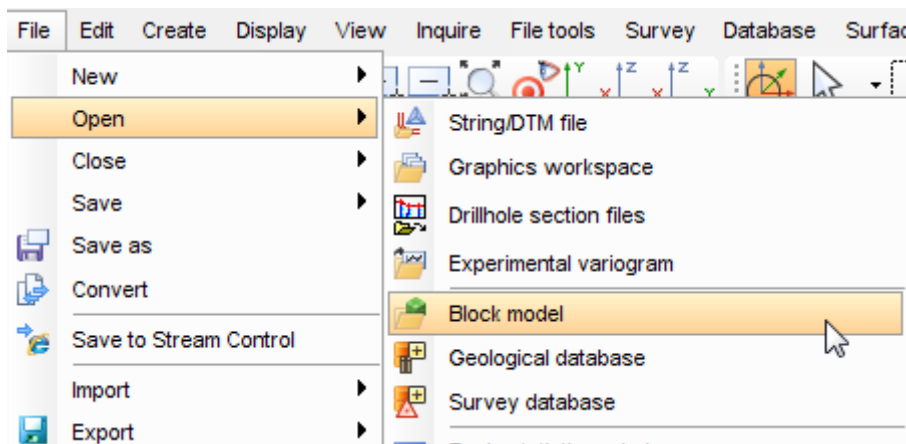 File Edit Create Display View Inquire File tools Survey Database Surfac
New
Open
Close
Save
Save as
Convert
Save to Stream Control
Import
Export
String/DTM file
Graphics workspace
Drillhole section files
Experimental variogram
Block model
Geological database
Survey database